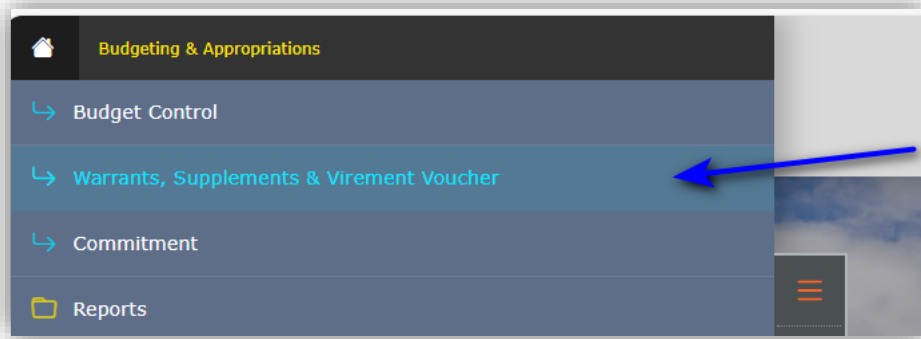 Budgeting & Appropriations
Budget Control
Warrants, Supplements & Virement Voucher
Commitment
Reports